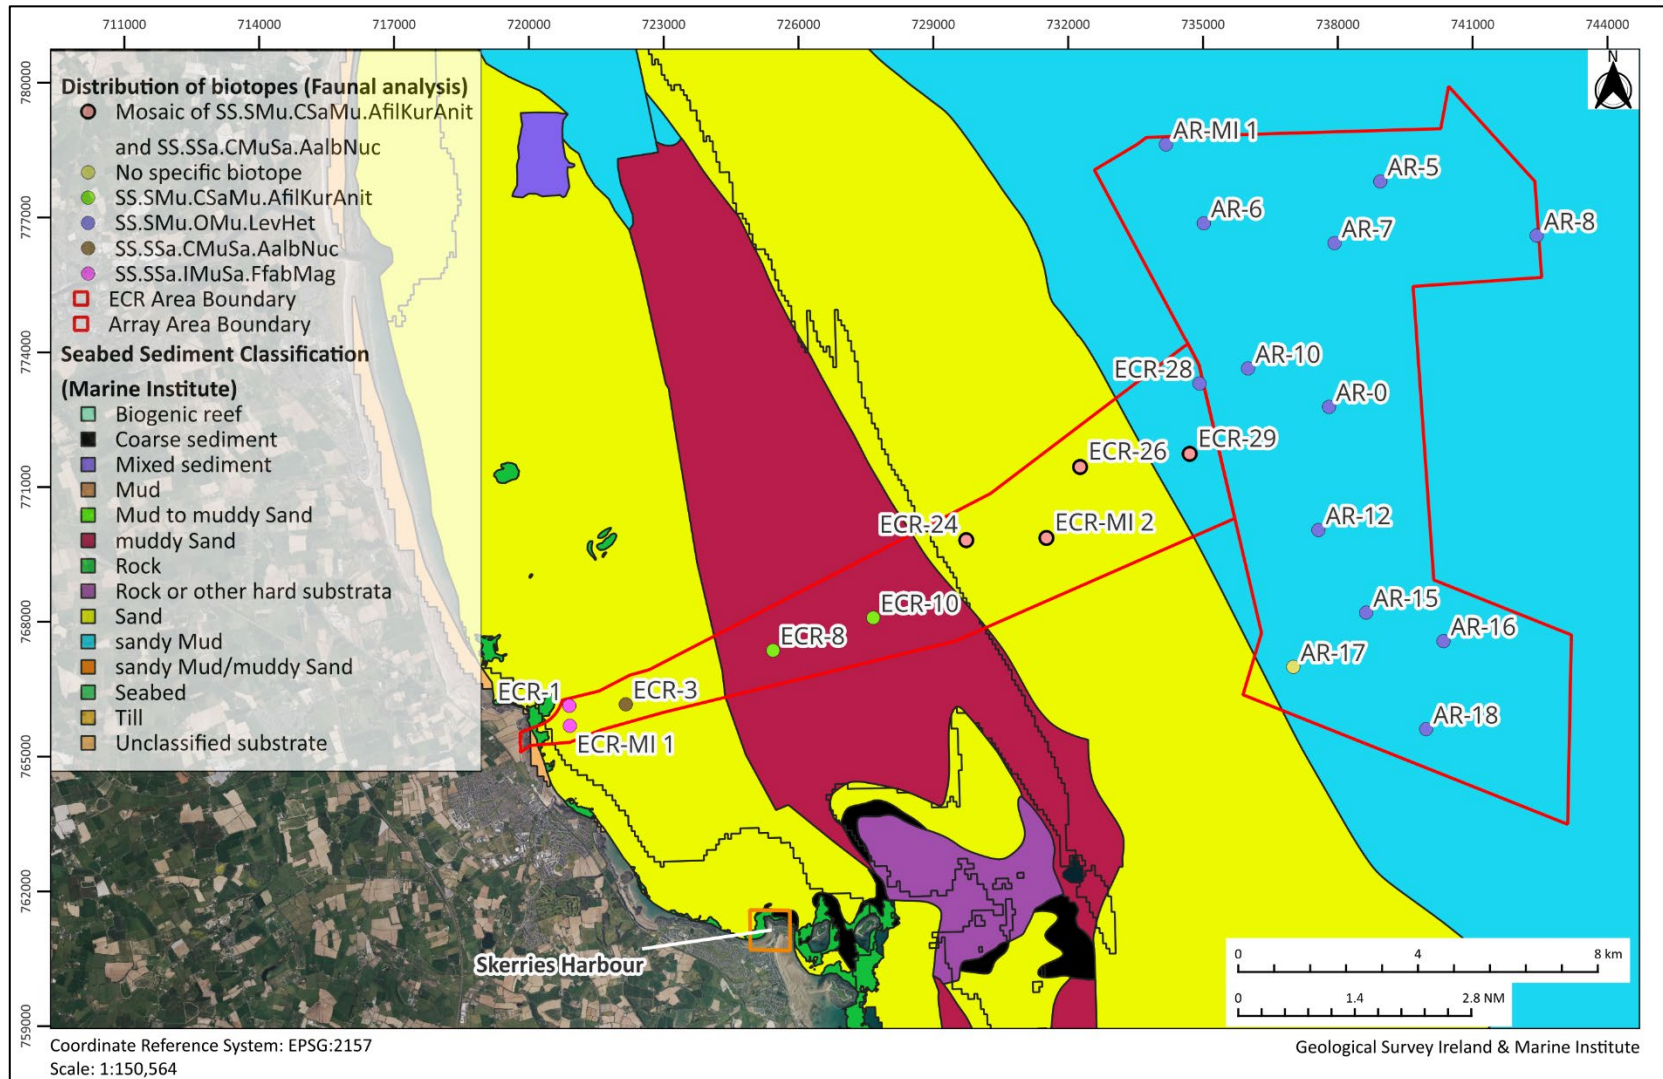 711000 714000 717000 720000 723000 726000 729000 732000 735000 738000 741000 744000
780000
777000
774000
771000
768000
765000
762000
759000
N
Distribution of biotopes (Faunal analysis)
Mosaic of SS.SMu.CSaMu.AfilKurAnit
and SS.SSa.CMuSa.AalbNuc
No specific biotope
SS.SMu.CSaMu.AfilKurAnit
SS.SMu.OMu.LevHet
SS.SSa.CMuSa.AalbNuc
SS.SSa.IMuSa.FfabMag
ECR Area Boundary
Array Area Boundary
Seabed Sediment Classification
(Marine Institute)
Biogenic reef
Coarse sediment
Mixed sediment
Mud
Mud to muddy Sand
muddy Sand
Rock
Rock or other hard substrata
Sand
sandy Mud
sandy Mud/muddy Sand
Seabed
Till
Unclassified substrate
AR-MI 1
AR-5
AR-6
AR-7
AR-8
ECR-28
AR-10
AR-0
ECR-26
ECR-29
ECR-24
ECR-MI 2
AR-12
ECR-10
ECR-8
AR-15
AR-16
AR-17
ECR-1
ECR-3
ECR-MI 1
AR-18
Skerries Harbour
0 4 8 km
0 1.4 2.8 NM
Coordinate Reference System: EPSG:2157
Scale: 1:150,564
Geological Survey Ireland & Marine Institute